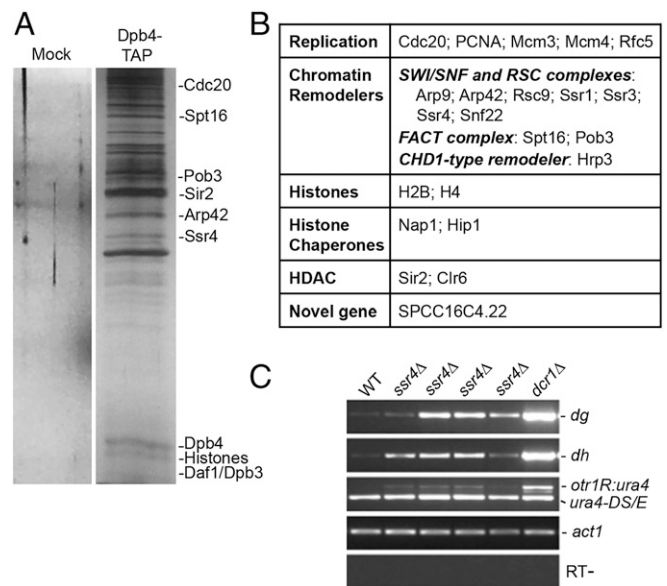 A
Mock
Dpb4-
TAP
-Cdc20
-Spt16
-Pob3
-Sir2
-Arp42
-Ssr4
-Dpb4
-Histones
-Daf1/Dpb3
B
Replication Cdc20; PCNA; Mcm3; Mcm4; Rfc5
Chromatin Remodelers SWI/SNF and RSC complexes:
Arp9; Arp42; Rsc9; Ssr1; Ssr3;
Ssr4; Snf22
FACT complex: Spt16; Pob3
CHD1-type remodeler: Hrp3
Histones H2B; H4
Histone Chaperones Nap1; Hip1
HDAC Sir2; Clr6
Novel gene SPCC16C4.22
C
WT ssr4Δ ssr4Δ ssr4Δ ssr4Δ dcr1Δ
- dg
- dh
- otr1R:ura4
- ura4-DS/E
- act1
RT-